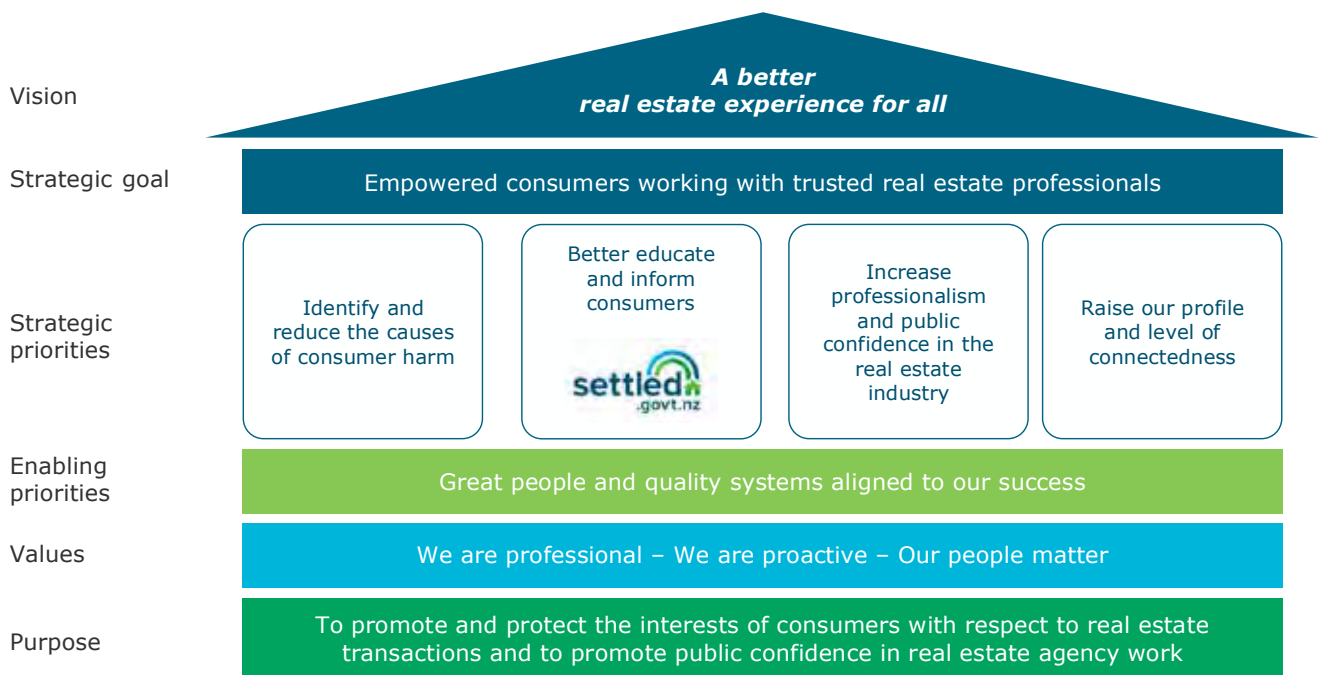 Vision
A better
real estate experience for all
Strategic goal
Empowered consumers working with trusted real estate professionals
Strategic
priorities
Identify and
reduce the causes
of consumer harm
Better educate
and inform
consumers
settled
.govt.nz
Increase
professionalism
and public
confidence in the
real estate
industry
Raise our profile
and level of
connectedness
Enabling
priorities
Great people and quality systems aligned to our success
Values
We are professional – We are proactive – Our people matter
Purpose
To promote and protect the interests of consumers with respect to real estate
transactions and to promote public confidence in real estate agency work